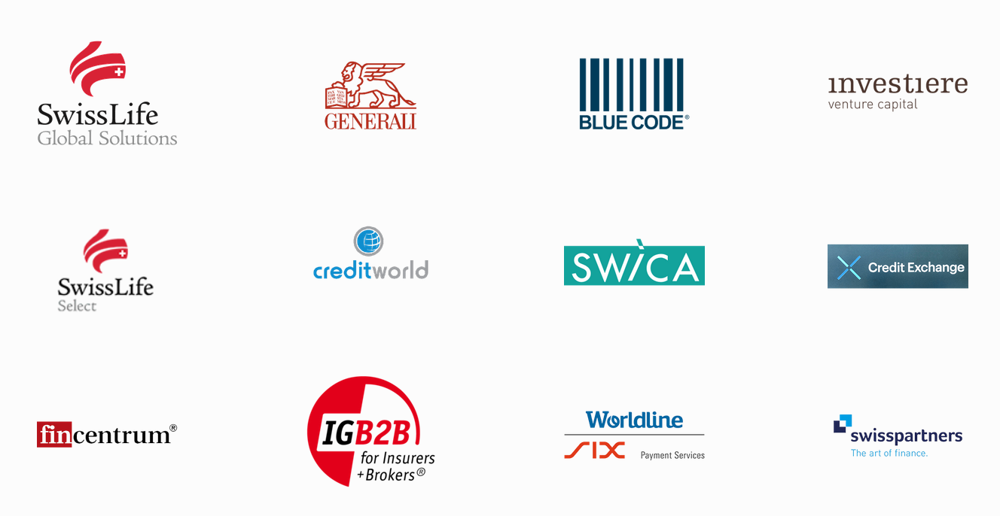 SwissLife
Global Solutions
GENERALI
BLUE CODE®
investiere
venture capital
SwissLife
Select
creditworld
SWiCA
Credit Exchange
fincentrum®
IGB2B
for Insurers
+Brokers®
Worldline
SIX Payment Services
swisspartners
The art of finance.